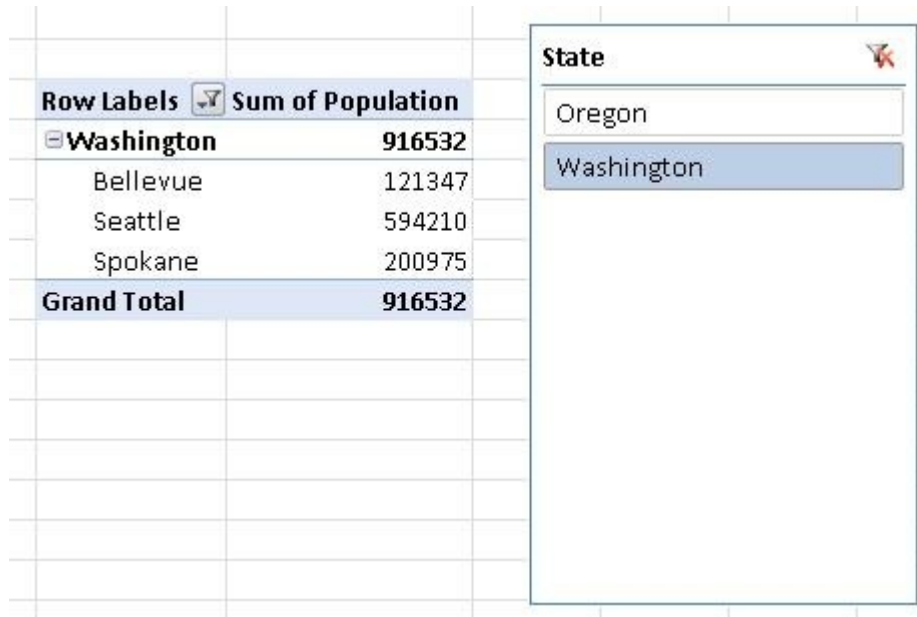 Row Labels Sum of Population
Washington 916532
Bellevue 121347
Seattle 594210
Spokane 200975
Grand Total 916532
State
Oregon
Washington